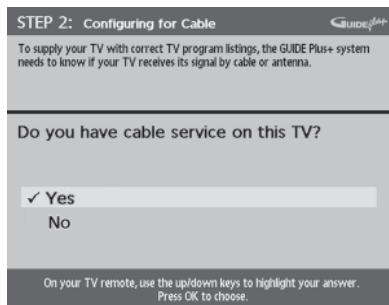 STEP 2: Configuring for Cable GUIDE Plus+
To supply your TV with correct TV program listings, the GUIDE Plus+ system
needs to know if your TV receives its signal by cable or antenna.
Do you have cable service on this TV?
✓ Yes
No
On your TV remote, use the up/down keys to highlight your answer.
Press OK to choose.